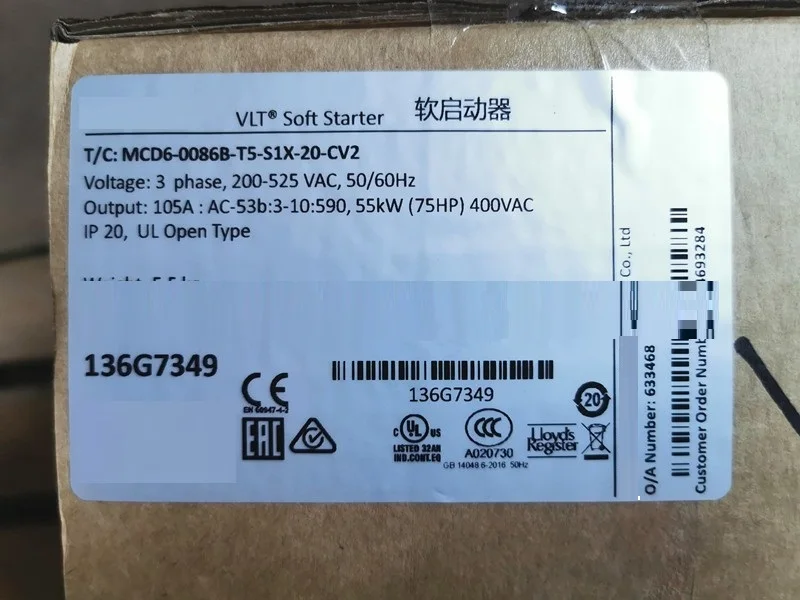 VLT® Soft Starter 软启动器
T/C: MCD6-0086B-T5-S1X-20-CV2
Voltage: 3 phase, 200-525 VAC, 50/60Hz
Output: 105A : AC-53b:3-10:590, 55kW (75HP) 400VAC
IP 20, UL Open Type
136G7349
CE
EN 60947-4-2
EAC
136G7349
20
c UL us
LISTED 32AN
IND.CONT.EQ
CCC
A020730
GB 14048.6-2016 50Hz
Lloyd's
Register
Co., Ltd
O/A Number: 633468
Customer Order Numb
693284